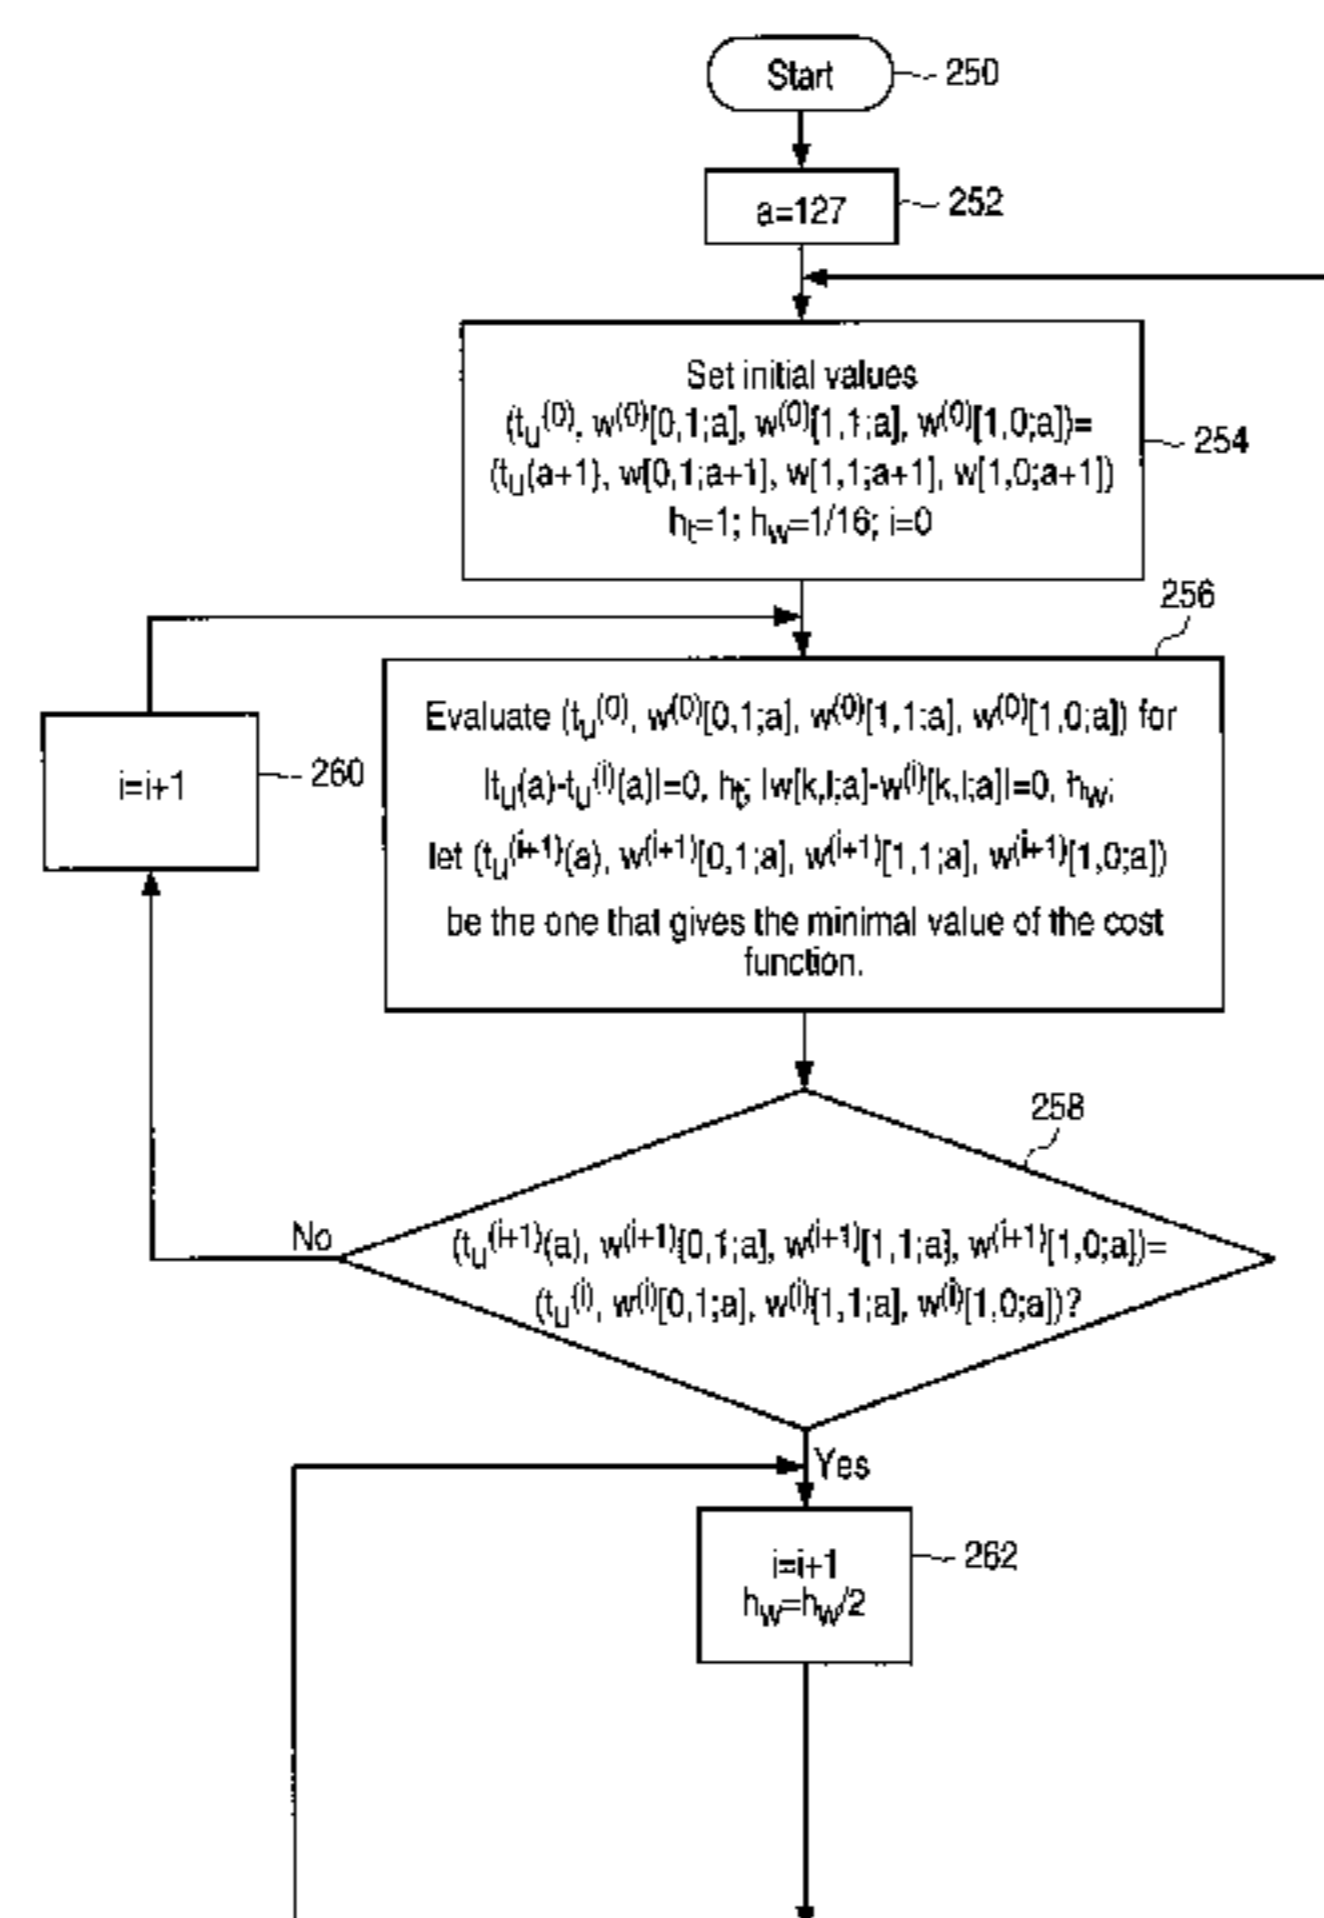 Start
250
a=127
252
Set initial values
(t_u^(0), w^(0)[0,1;a], w^(0)[1,1;a], w^(0)[1,0;a])=
(t_u(a+1), w[0,1;a+1], w[1,1;a+1], w[1,0;a+1])
h_t=1; h_w=1/16; i=0
254
256
Evaluate (t_u^(0), w^(0)[0,1;a], w^(0)[1,1;a], w^(0)[1,0;a]) for
|t_u(a)-t_u^(i)(a)|=0, h_t; |w[k,l;a]-w^(i)[k,l;a]|=0, h_w;
let (t_u^(i+1)(a), w^(i+1)[0,1;a], w^(i+1)[1,1;a], w^(i+1)[1,0;a])
be the one that gives the minimal value of the cost
function.
i=i+1
260
258
(t_u^(i+1)(a), w^(i+1)[0,1;a], w^(i+1)[1,1;a], w^(i+1)[1,0;a])=
(t_u^(i), w^(i)[0,1;a], w^(i)[1,1;a], w^(i)[1,0;a])?
No
Yes
i=i+1
h_w=h_w/2
262